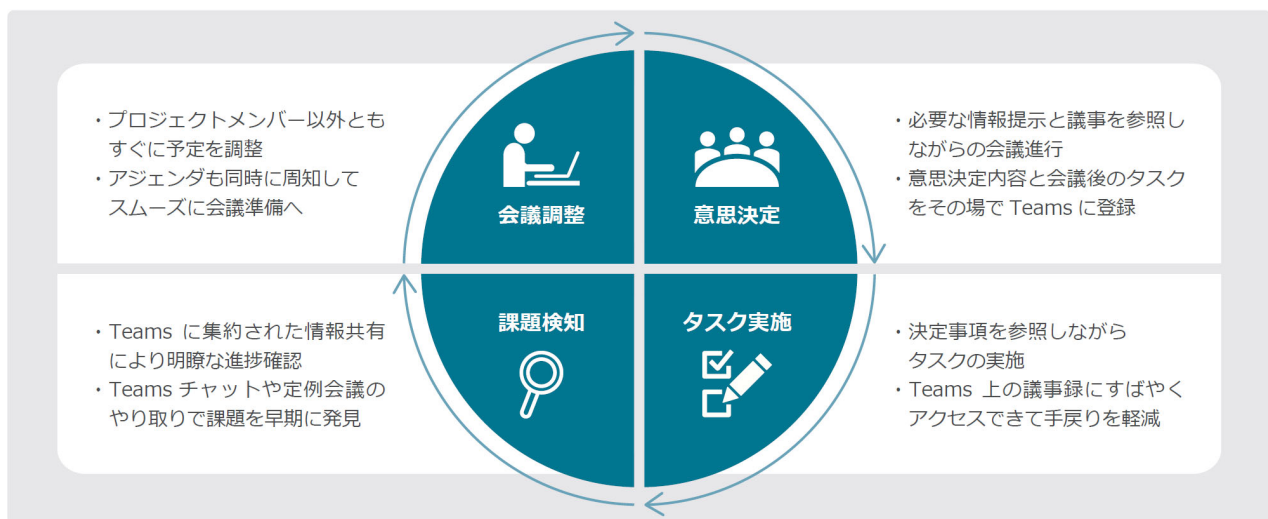 ・プロジェクトメンバー以外とも
すぐに予定を調整
・アジェンダも同時に周知して
スムーズに会議準備へ
会議調整
意思決定
・必要な情報提示と議事を参照し
ながらの会議進行
・意思決定内容と会議後のタスク
をその場で Teams に登録
・Teams に集約された情報共有
により明瞭な進捗確認
・Teams チャットや定例会議の
やり取りで課題を早期に発見
課題検知
タスク実施
・決定事項を参照しながら
タスクの実施
・Teams 上の議事録にすばやく
アクセスできて手戻りを軽減